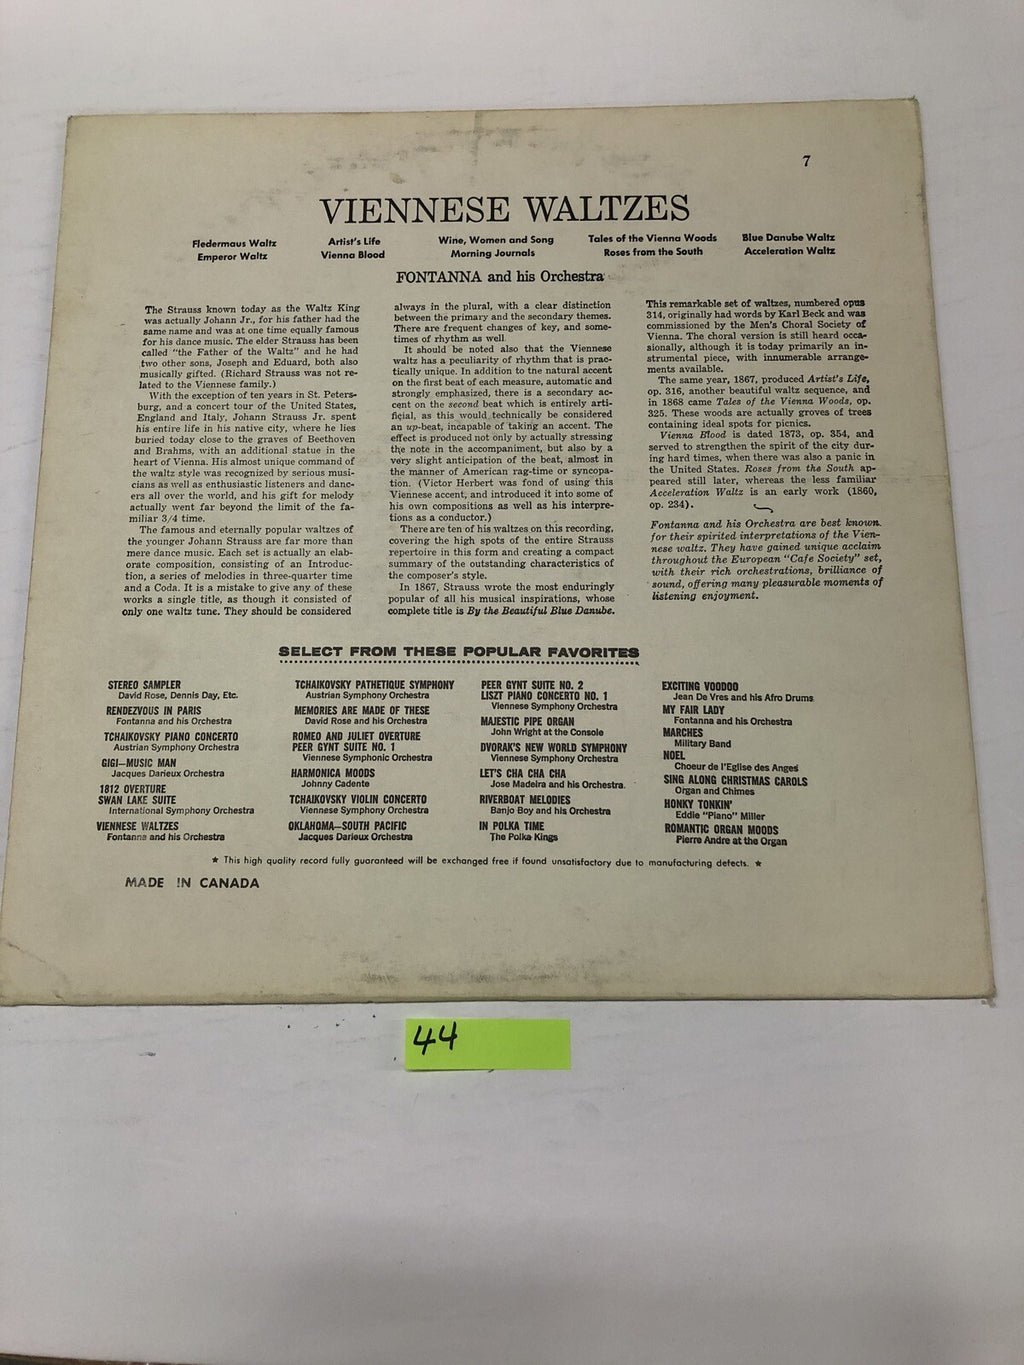 7
VIENNESE WALTZES
Fledermaus Waltz
Emperor Waltz
Artist's Life
Vienna Blood
Wine, Women and Song
Morning Journals
Tales of the Vienna Woods
Roses from the South
Blue Danube Waltz
Acceleration Waltz
FONTANNA and his Orchestra
The Strauss known today as the Waltz King
was actually Johann Jr., for his father had the
same name and was at one time equally famous
for his dance music. The elder Strauss has been
called "the Father of the Waltz" and he had
two other sons, Joseph and Eduard, both also
musically gifted. (Richard Strauss was not re-
lated to the Viennese family.)
With the exception of ten years in St. Peters-
burg, and a concert tour of the United States,
England and Italy, Johann Strauss Jr. spent
his entire life in his native city, where he lies
buried today close to the graves of Beethoven
and Brahms, with an additional statue in the
heart of Vienna. His almost unique command of
the waltz style was recognized by serious musi-
cians as well as enthusiastic listeners and danc-
ers all over the world, and his gift for melody
actually went far beyond the limit of the fa-
miliar 3/4 time.
The famous and eternally popular waltzes of
the younger Johann Strauss are far more than
mere dance music. Each set is actually an elab-
orate composition, consisting of an Introduc-
tion, a series of melodies in three-quarter time
and a Coda. It is a mistake to give any of these
works a single title, as though it consisted of
only one waltz tune. They should be considered
always in the plural, with a clear distinction
between the primary and the secondary themes.
There are frequent changes of key, and some-
times of rhythm as well.
It should be noted also that the Viennese
waltz has a peculiarity of rhythm that is prac-
tically unique. In addition to tne natural accent
on the first beat of each measure, automatic and
strongly emphasized, there is a secondary ac-
cent on the second beat which is entirely arti-
ficial, as this would technically be considered
an up-beat, incapable of taking an accent. The
effect is produced not only by actually stressing
the note in the accompaniment, but also by a
very slight anticipation of the beat, almost in
the manner of American rag-time or syncopa-
tion. (Victor Herbert was fond of using this
Viennese accent, and introduced it into some of
his own compositions as well as his interpre-
tions as a conductor.)
There are ten of his waltzes on this recording,
covering the high spots of the entire Strauss
repertoire in this form and creating a compact
summary of the outstanding characteristics of
the composer's style.
In 1867, Strauss wrote the most enduringly
popular of all his musical inspirations, whose
complete title is By the Beautiful Blue Danube.
This remarkable set of waltzes, numbered opus
314, originally had words by Karl Beck and was
commissioned by the Men's Choral Society of
Vienna. The choral version is still heard occa-
sionally, although it is today primarily an in-
strumental piece, with innumerable arrange-
ments available.
The same year, 1867, produced Artist's Life,
op. 316, another beautiful waltz sequence, and
in 1868 came Tales of the Vienna Woods, op.
325. These woods are actually groves of trees
containing ideal spots for picnics.
Vienna Blood is dated 1873, op. 354, and
served to strengthen the spirit of the city dur-
ing hard times, when there was also a panic in
the United States. Roses from the South ap-
peared still later, whereas the less familiar
Acceleration Waltz is an early work (1860,
op. 234).
Fontanna and his Orchestra are best known
for their spirited interpretations of the Vien-
nese waltz. They have gained unique acclaim
throughout the European "Cafe Society" set,
with their rich orchestrations, brilliance of
sound, offering many pleasurable moments of
listening enjoyment.
SELECT FROM THESE POPULAR FAVORITES
STEREO SAMPLER
David Rose, Dennis Day, Etc.
RENDEZVOUS IN PARIS
Fontanna and his Orchestra
TCHAIKOVSKY PIANO CONCERTO
Austrian Symphony Orchestra
GIGI—MUSIC MAN
Jacques Darieux Orchestra
1812 OVERTURE
SWAN LAKE SUITE
International Symphony Orchestra
VIENNESE WALTZES
Fontanna and his Orchestra
TCHAIKOVSKY PATHETIQUE SYMPHONY
Austrian Symphony Orchestra
MEMORIES ARE MADE OF THESE
David Rose and his Orchestra
ROMEO AND JULIET OVERTURE
PEER GYNT SUITE NO. 1
Viennese Symphonic Orchestra
HARMONICA MOODS
Johnny Cadente
TCHAIKOVSKY VIOLIN CONCERTO
Viennese Symphony Orchestra
OKLAHOMA—SOUTH PACIFIC
Jacques Darieux Orchestra
PEER GYNT SUITE NO. 2
LISZT PIANO CONCERTO NO. 1
Viennese Symphony Orchestra
MAJESTIC PIPE ORGAN
John Wright at the Console
DVORAK'S NEW WORLD SYMPHONY
Viennese Symphony Orchestra
LET'S CHA CHA CHA
Jose Madeira and his Orchestra.
RIVERBOAT MELODIES
Banjo Boy and his Orchestra
IN POLKA TIME
The Polka Kings
EXCITING VOODOO
Jean De Vres and his Afro Drums
MY FAIR LADY
Fontanna and his Orchestra
MARCHES
Military Band
NOEL
Choeur de l'Eglise des Anges
SING ALONG CHRISTMAS CAROLS
Organ and Chimes
HONKY TONKIN'
Eddie "Piano" Miller
ROMANTIC ORGAN MOODS
Pierre Andre at the Organ
★ This high quality record fully guaranteed will be exchanged free if found unsatisfactory due to manufacturing defects. ★
MADE IN CANADA
44